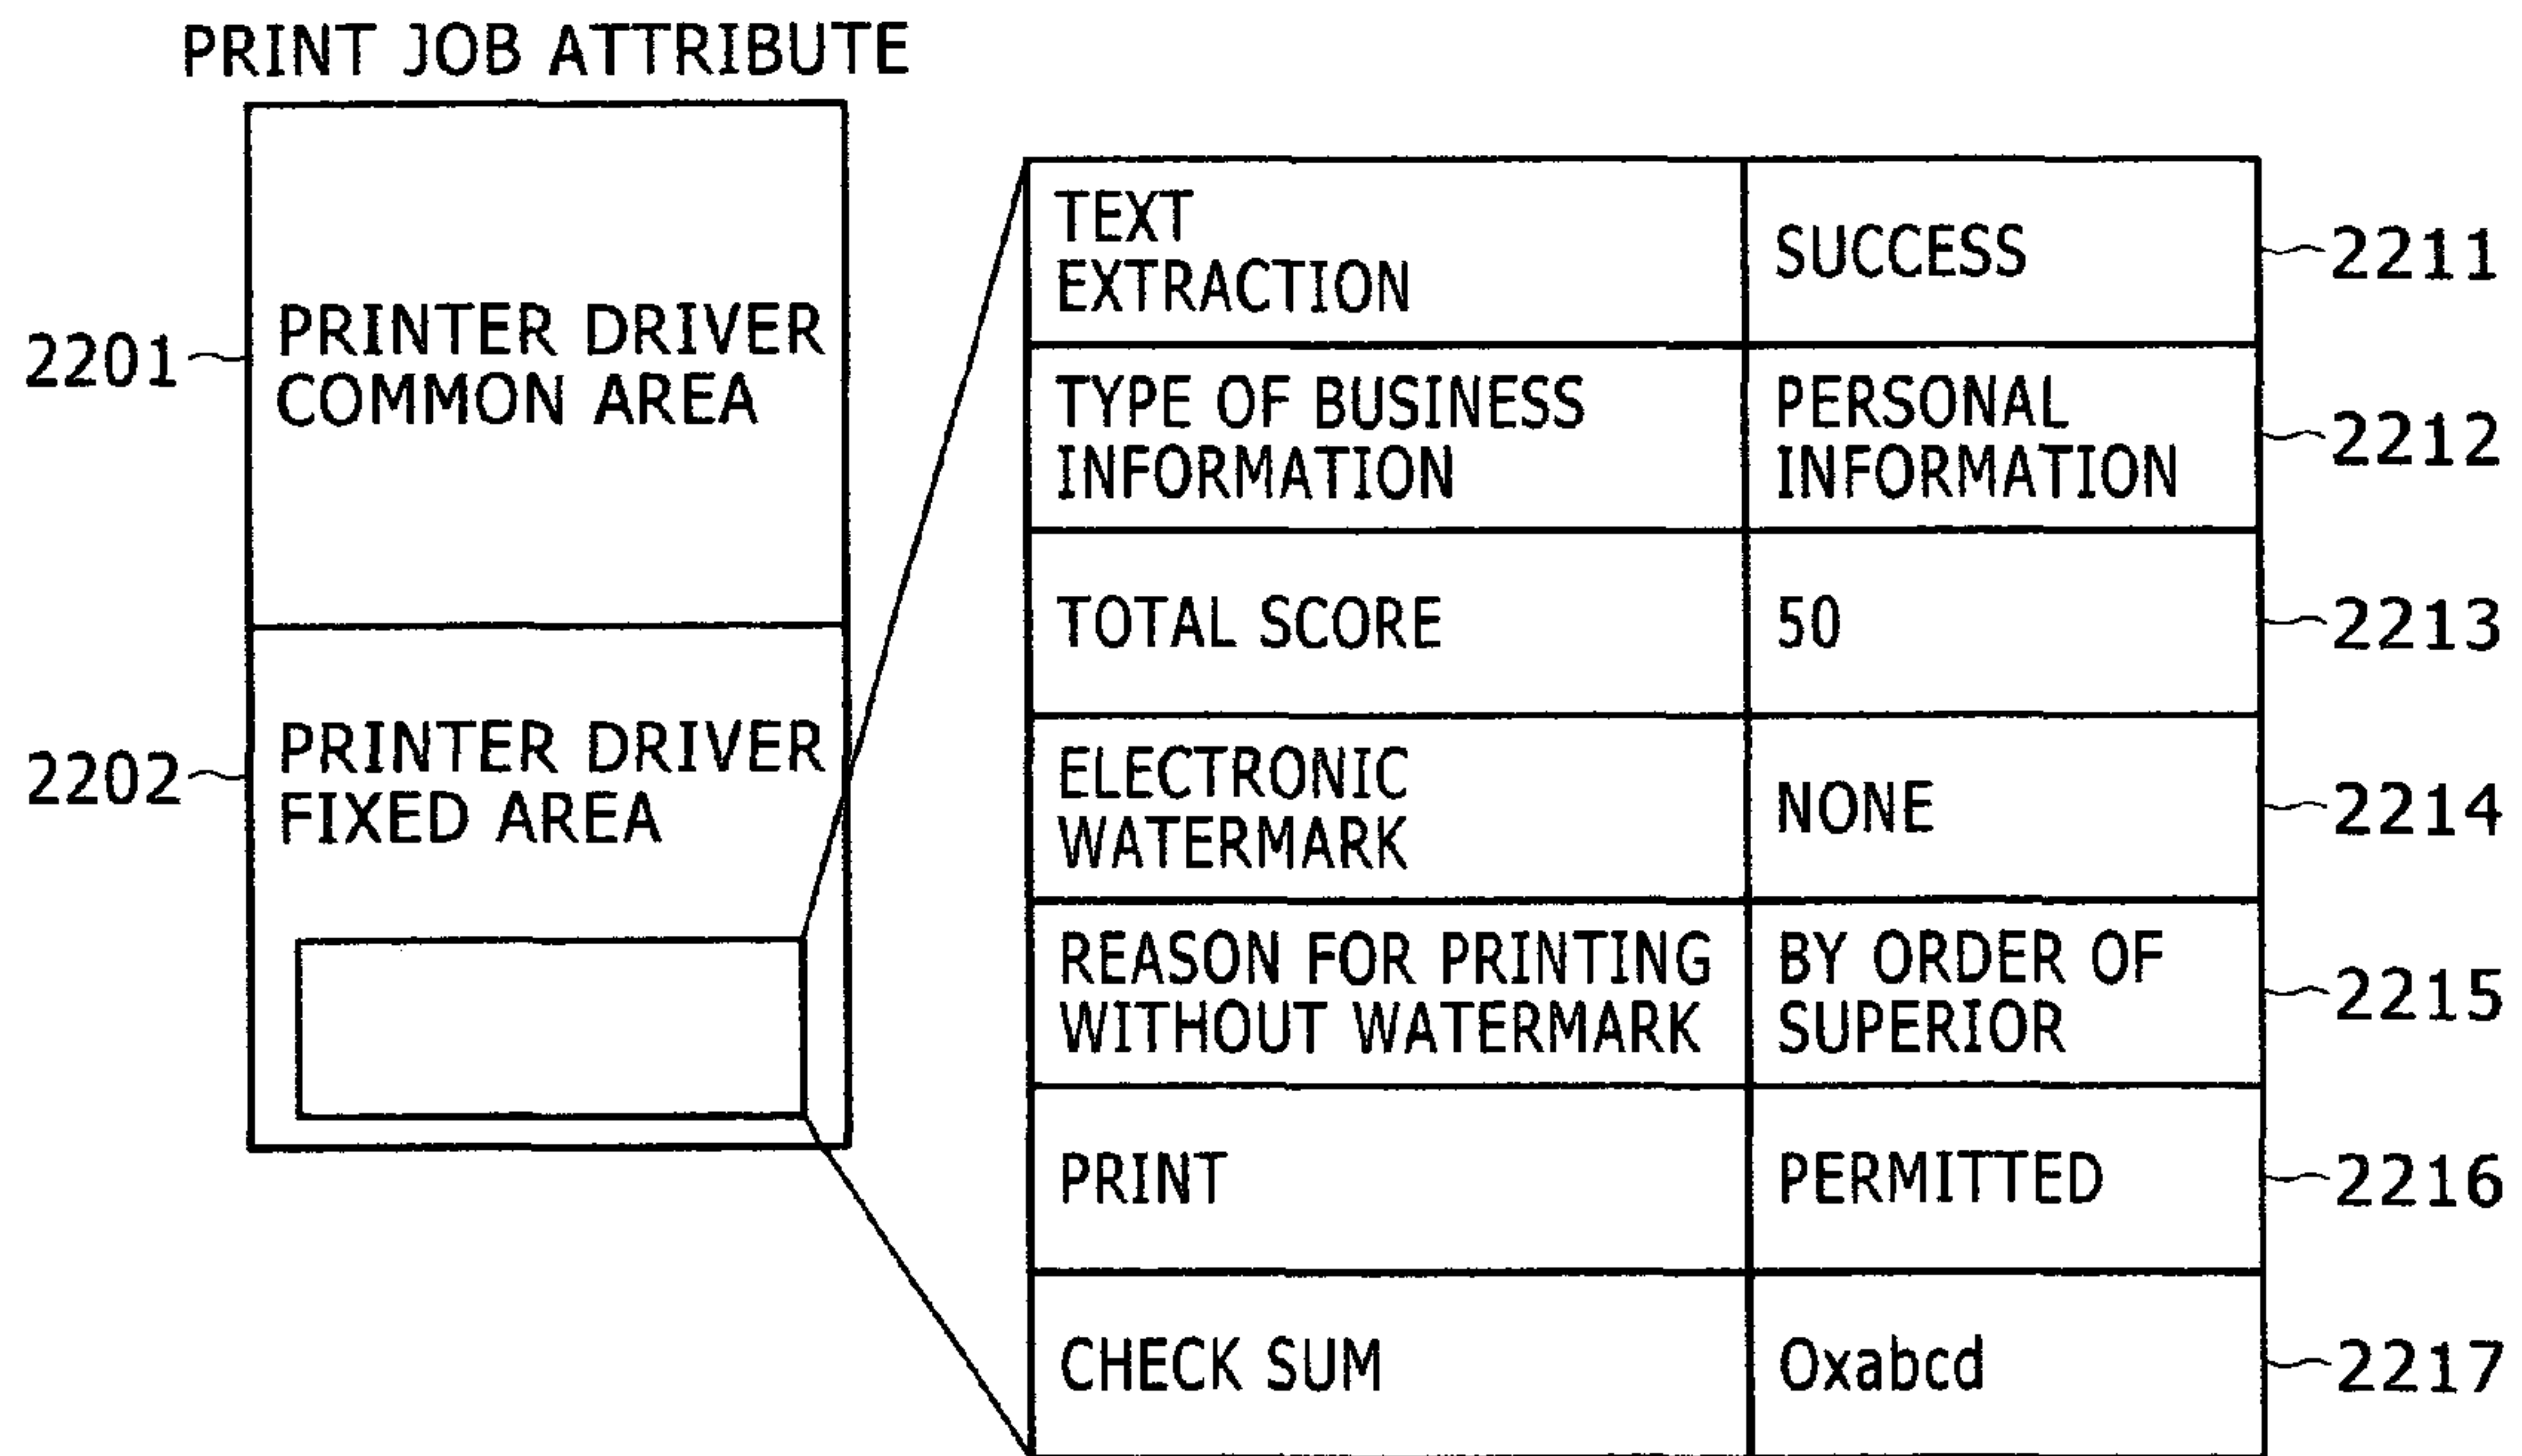 PRINT JOB ATTRIBUTE
2201
PRINTER DRIVER
COMMON AREA
2202
PRINTER DRIVER
FIXED AREA
TEXT
EXTRACTION
SUCCESS
2211
TYPE OF BUSINESS
INFORMATION
PERSONAL
INFORMATION
2212
TOTAL SCORE
50
2213
ELECTRONIC
WATERMARK
NONE
2214
REASON FOR PRINTING
WITHOUT WATERMARK
BY ORDER OF
SUPERIOR
2215
PRINT
PERMITTED
2216
CHECK SUM
Oxabcd
2217